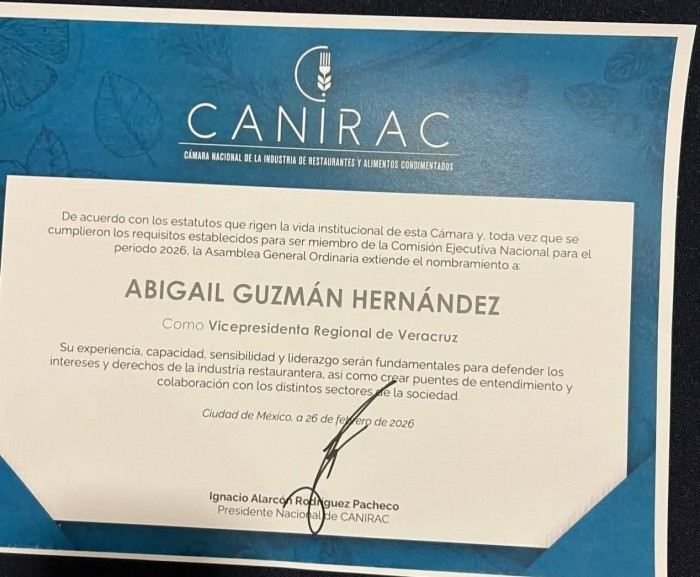 CANIRAC
CÁMARA NACIONAL DE LA INDUSTRIA DE RESTAURANTES Y ALIMENTOS CONDIMENTADOS
De acuerdo con los estatutos que rigen la vida institucional de esta Cámara y, toda vez que se
cumplieron los requisitos establecidos para ser miembro de la Comisión Ejecutiva Nacional para el
periodo 2026, la Asamblea General Ordinaria extiende el nombramiento a:
ABIGAIL GUZMÁN HERNÁNDEZ
Como Vicepresidenta Regional de Veracruz
Su experiencia, capacidad, sensibilidad y liderazgo serán fundamentales para defender los
intereses y derechos de la industria restaurantera, así como crear puentes de entendimiento y
colaboración con los distintos sectores de la sociedad.
Ciudad de México, a 26 de febrero de 2026
Ignacio Alarcón Rodríguez Pacheco
Presidente Nacional de CANIRAC